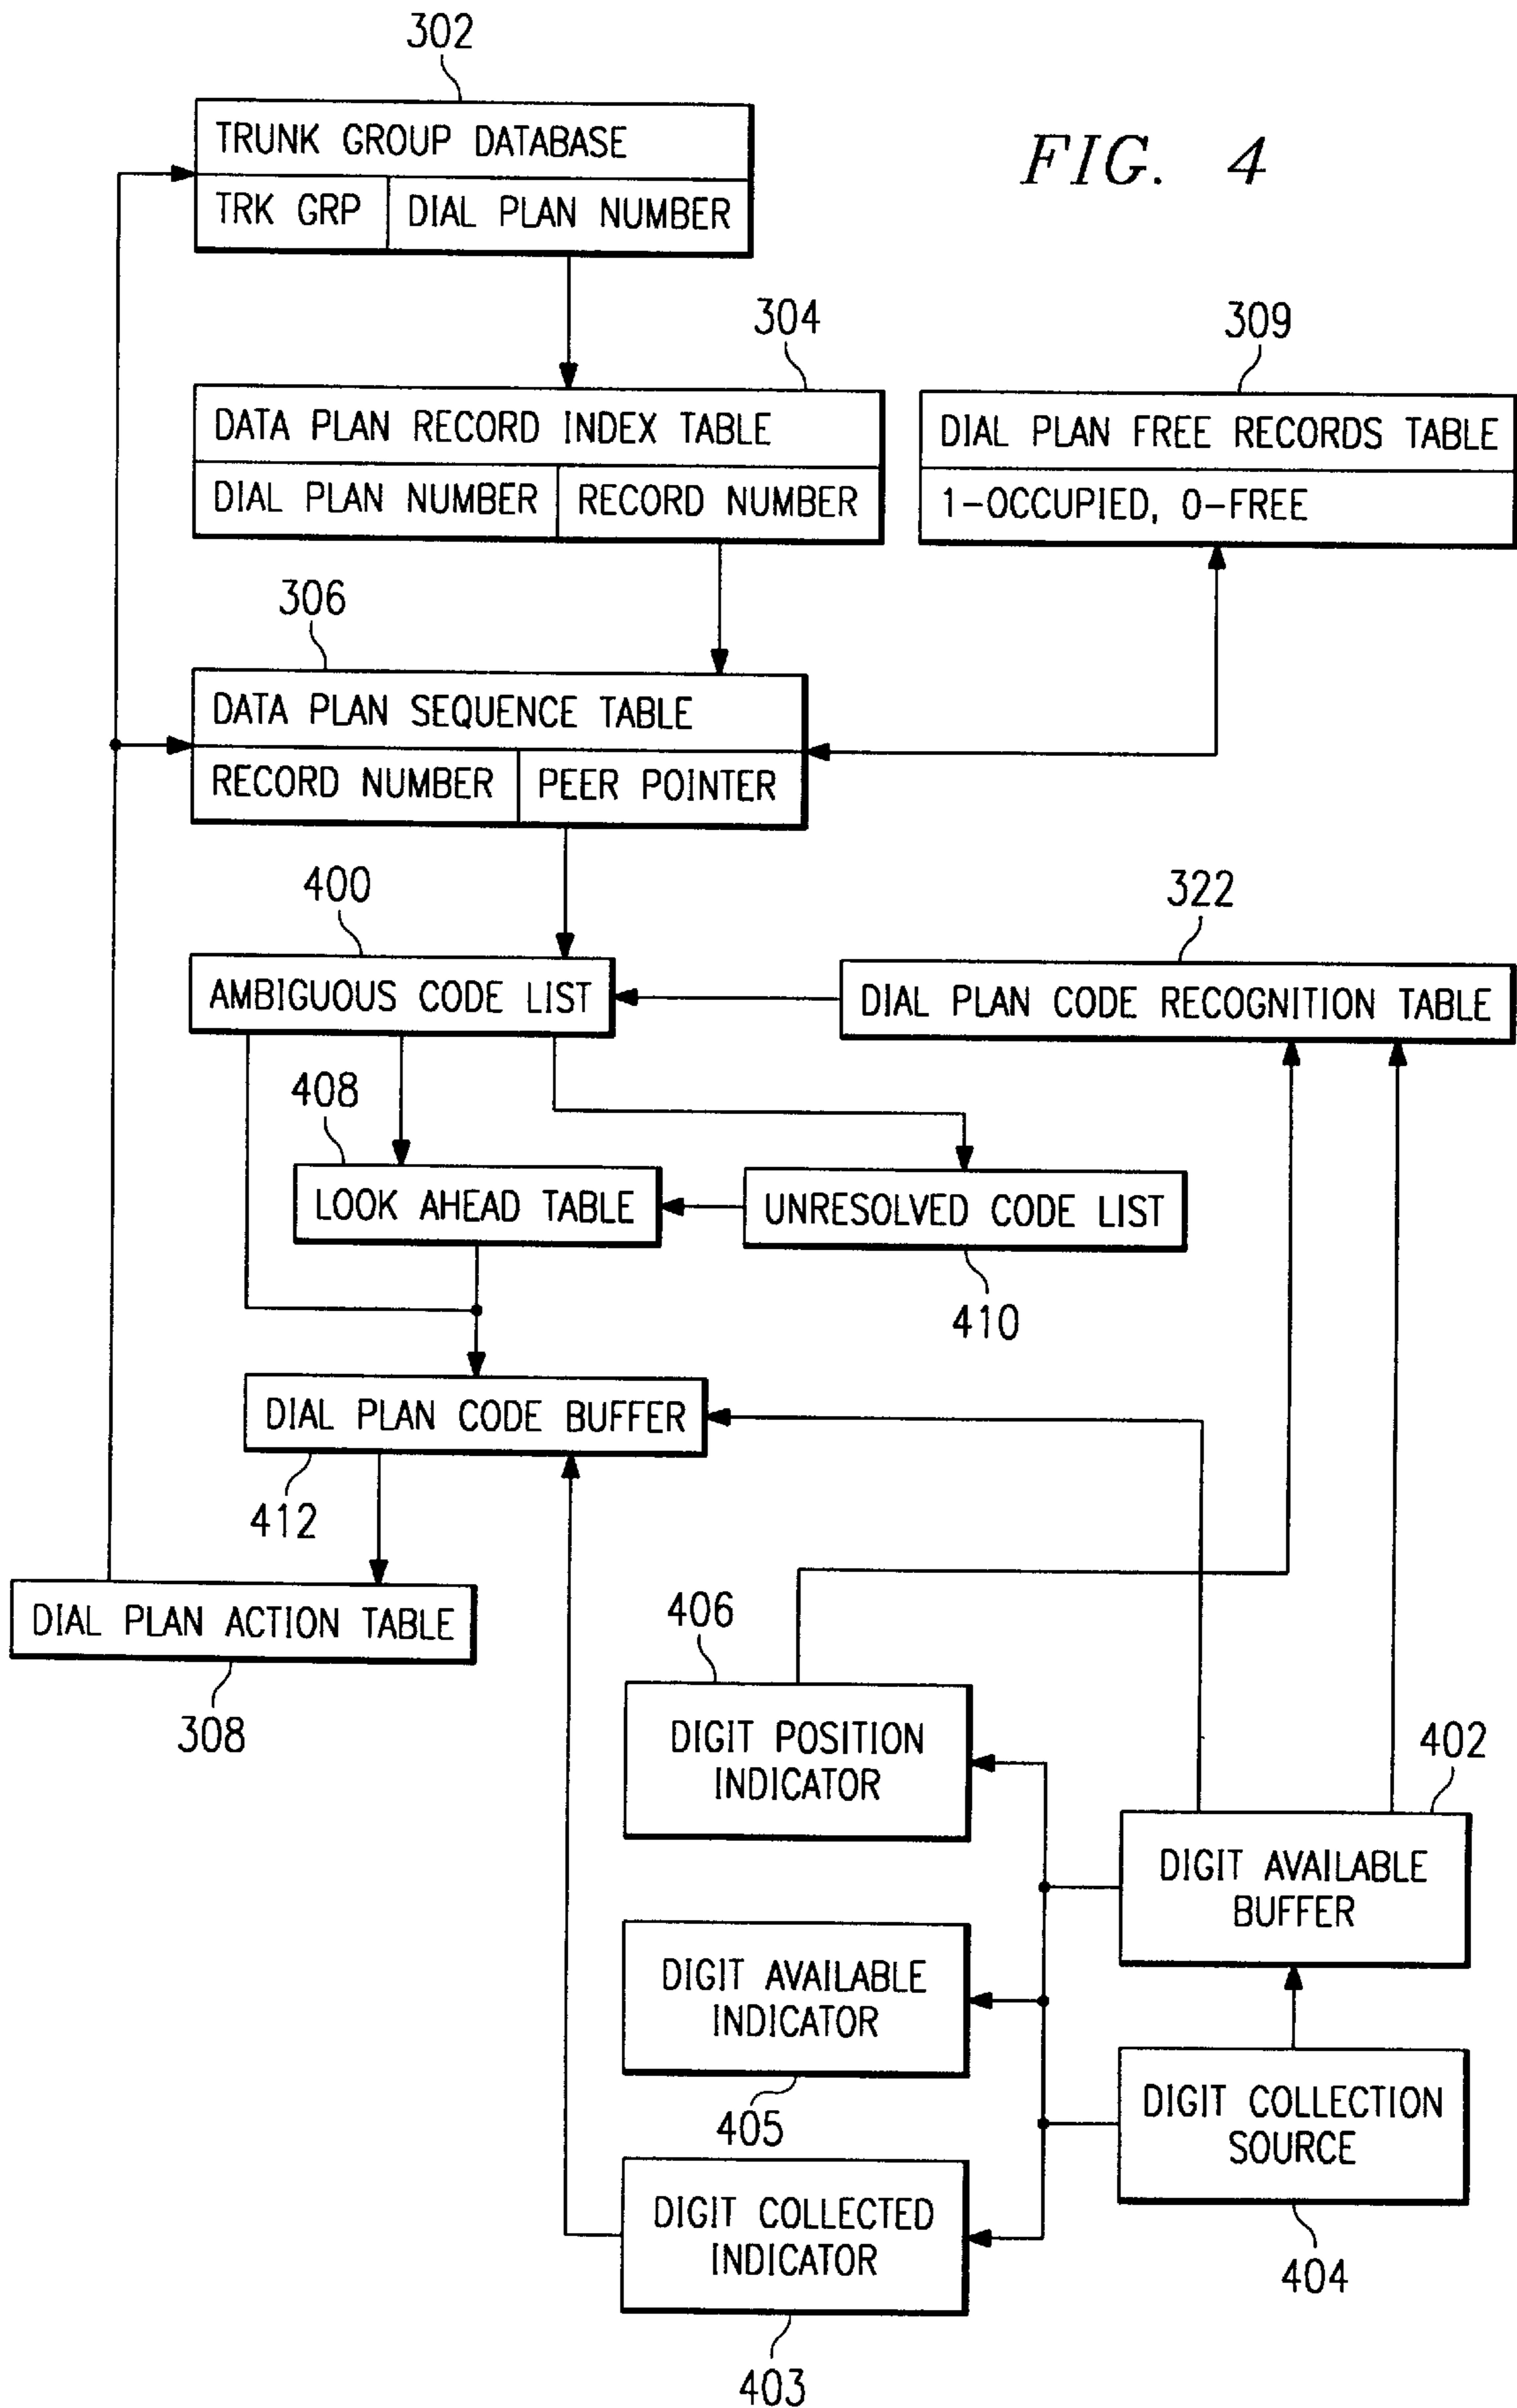 302
TRUNK GROUP DATABASE
FIG. 4
TRK GRP
DIAL PLAN NUMBER
304
309
DATA PLAN RECORD INDEX TABLE
DIAL PLAN NUMBER
RECORD NUMBER
DIAL PLAN FREE RECORDS TABLE
1-OCCUPIED, 0-FREE
306
DATA PLAN SEQUENCE TABLE
RECORD NUMBER
PEER POINTER
400
322
AMBIGUOUS CODE LIST
DIAL PLAN CODE RECOGNITION TABLE
408
LOOK AHEAD TABLE
UNRESOLVED CODE LIST
410
DIAL PLAN CODE BUFFER
412
DIAL PLAN ACTION TABLE
308
406
DIGIT POSITION
INDICATOR
402
DIGIT AVAILABLE
BUFFER
DIGIT AVAILABLE
INDICATOR
405
DIGIT COLLECTION
SOURCE
404
DIGIT COLLECTED
INDICATOR
403